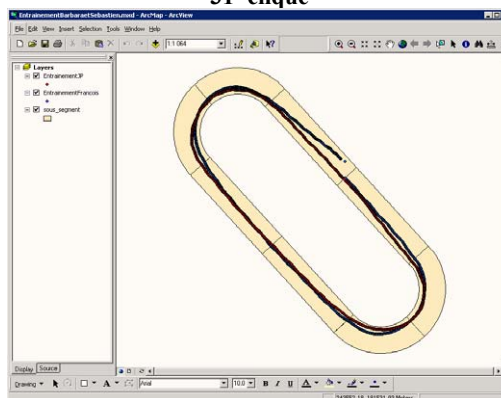 EntrainementBarbaraetSebastien.mxd - ArcMap - ArcView
File Edit View Insert Selection Tools Window Help
1:1 064
Layers
EntrainementJP
EntrainementFrancois
sous_segment
Display Source
Drawing A Arial 10.0 B I U A